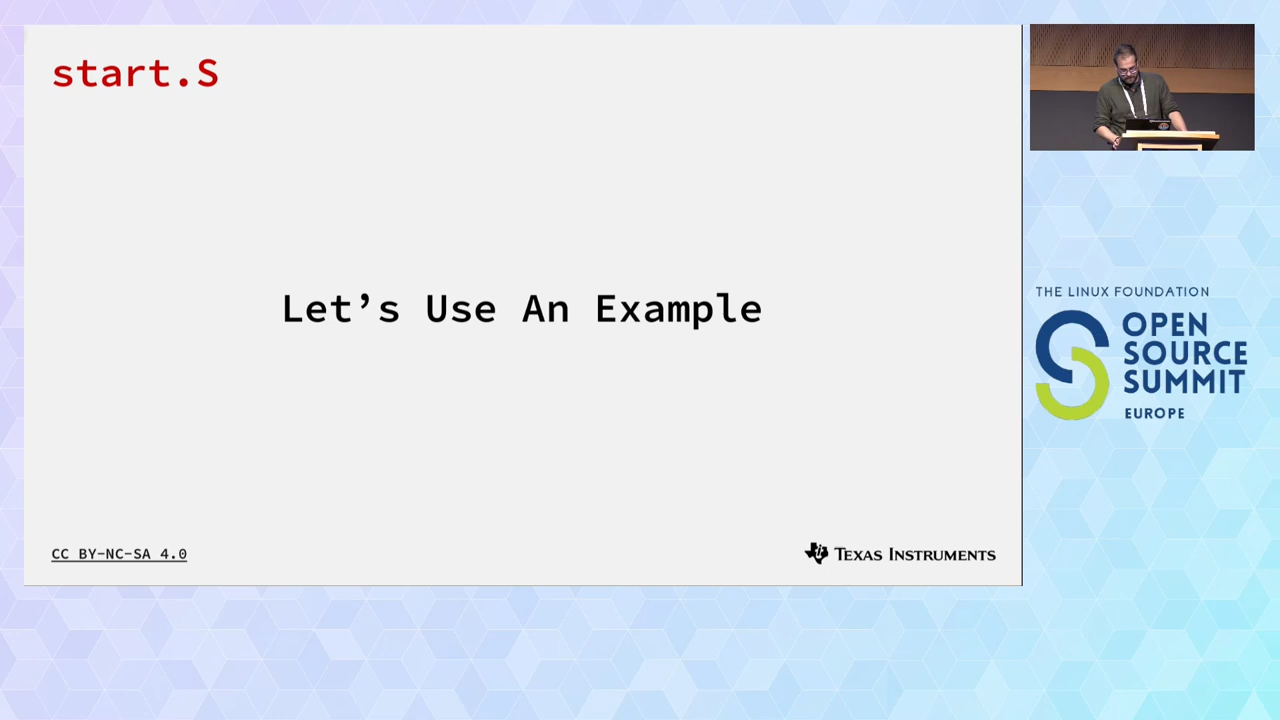 start.S
Let’s Use An Example
CC BY-NC-SA 4.0
TEXAS INSTRUMENTS
THE LINUX FOUNDATION
OPEN
SOURCE
SUMMIT
EUROPE